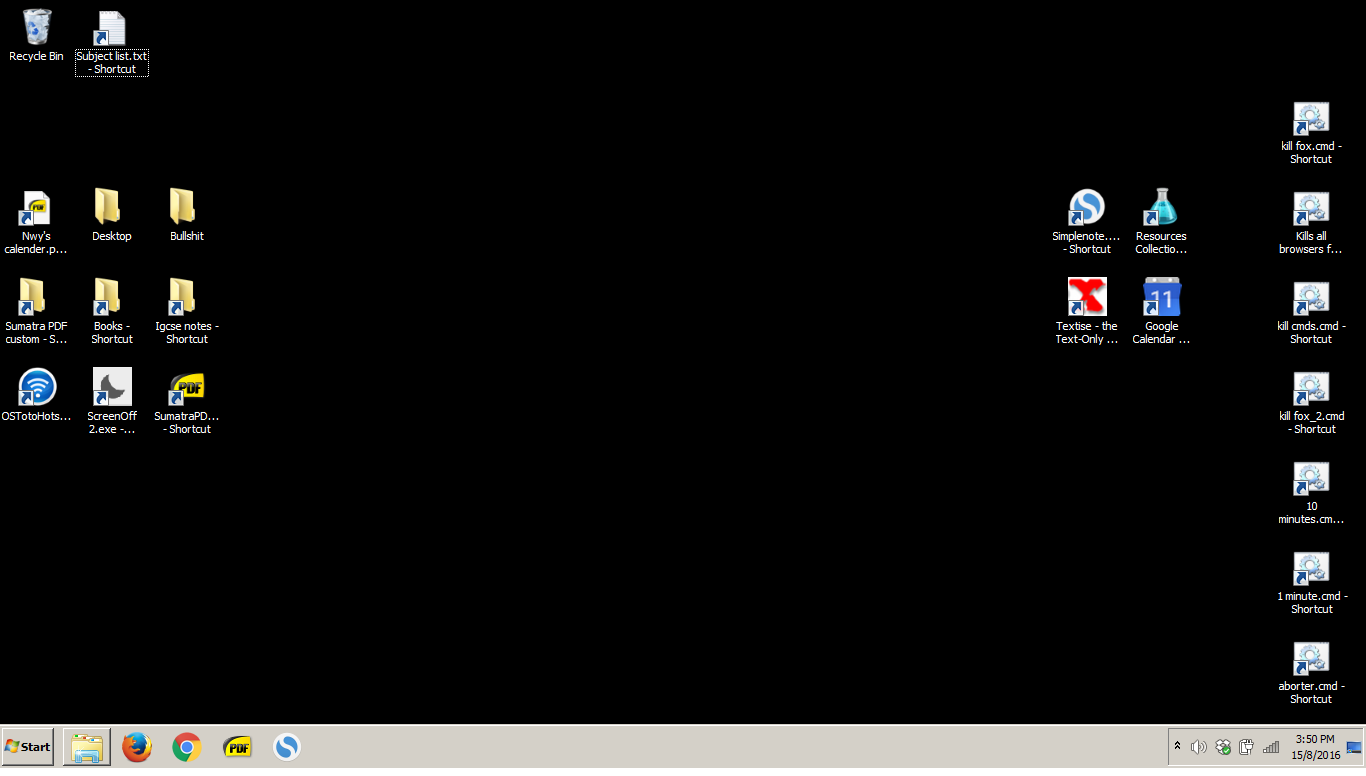 Recycle Bin
Subject list.txt
- Shortcut
kill fox.cmd -
Shortcut
Nwy's
calender.p...
Desktop
Bullshit
Simplenote....
- Shortcut
Resources
Collectio...
Kills all
browsers f...
Sumatra PDF
custom - S...
Books -
Shortcut
Igcse notes -
Shortcut
Textise - the
Text-Only ...
11
Google
Calendar ...
kill cmds.cmd -
Shortcut
OSTotoHots...
ScreenOff
2.exe -...
PDF
SumatraPD...
- Shortcut
kill fox_2.cmd
- Shortcut
10
minutes.cm...
1 minute.cmd -
Shortcut
aborter.cmd -
Shortcut
Start
PDF
3:50 PM
15/8/2016